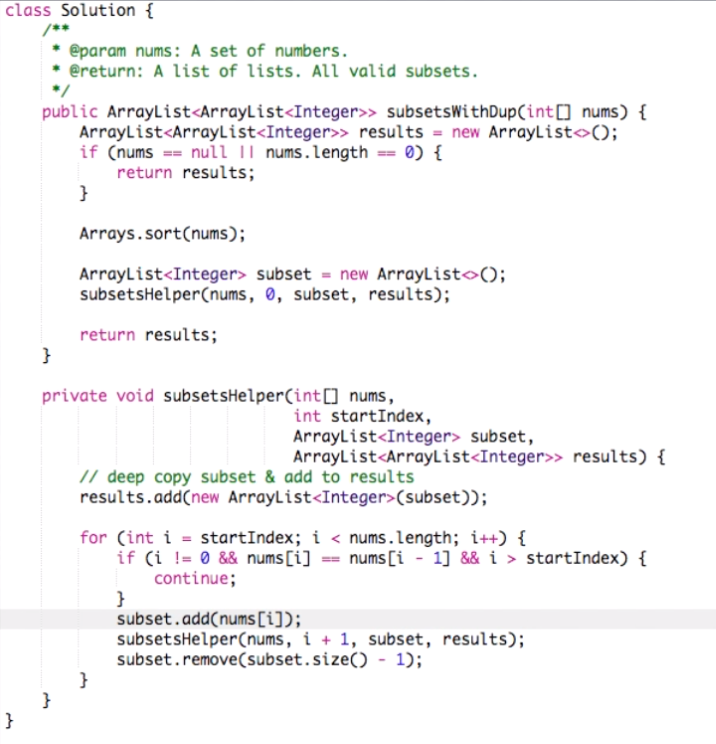 class Solution {
    /**
     * @param nums: A set of numbers.
     * @return: A list of lists. All valid subsets.
     */
    public ArrayList<ArrayList<Integer>> subsetsWithDup(int[] nums) {
        ArrayList<ArrayList<Integer>> results = new ArrayList<>();
        if (nums == null || nums.length == 0) {
            return results;
        }

        Arrays.sort(nums);

        ArrayList<Integer> subset = new ArrayList<>();
        subsetsHelper(nums, 0, subset, results);

        return results;
    }

    private void subsetsHelper(int[] nums,
                               int startIndex,
                               ArrayList<Integer> subset,
                               ArrayList<ArrayList<Integer>> results) {
        // deep copy subset & add to results
        results.add(new ArrayList<Integer>(subset));

        for (int i = startIndex; i < nums.length; i++) {
            if (i != 0 && nums[i] == nums[i - 1] && i > startIndex) {
                continue;
            }
            subset.add(nums[i]);
            subsetsHelper(nums, i + 1, subset, results);
            subset.remove(subset.size() - 1);
        }
    }
}